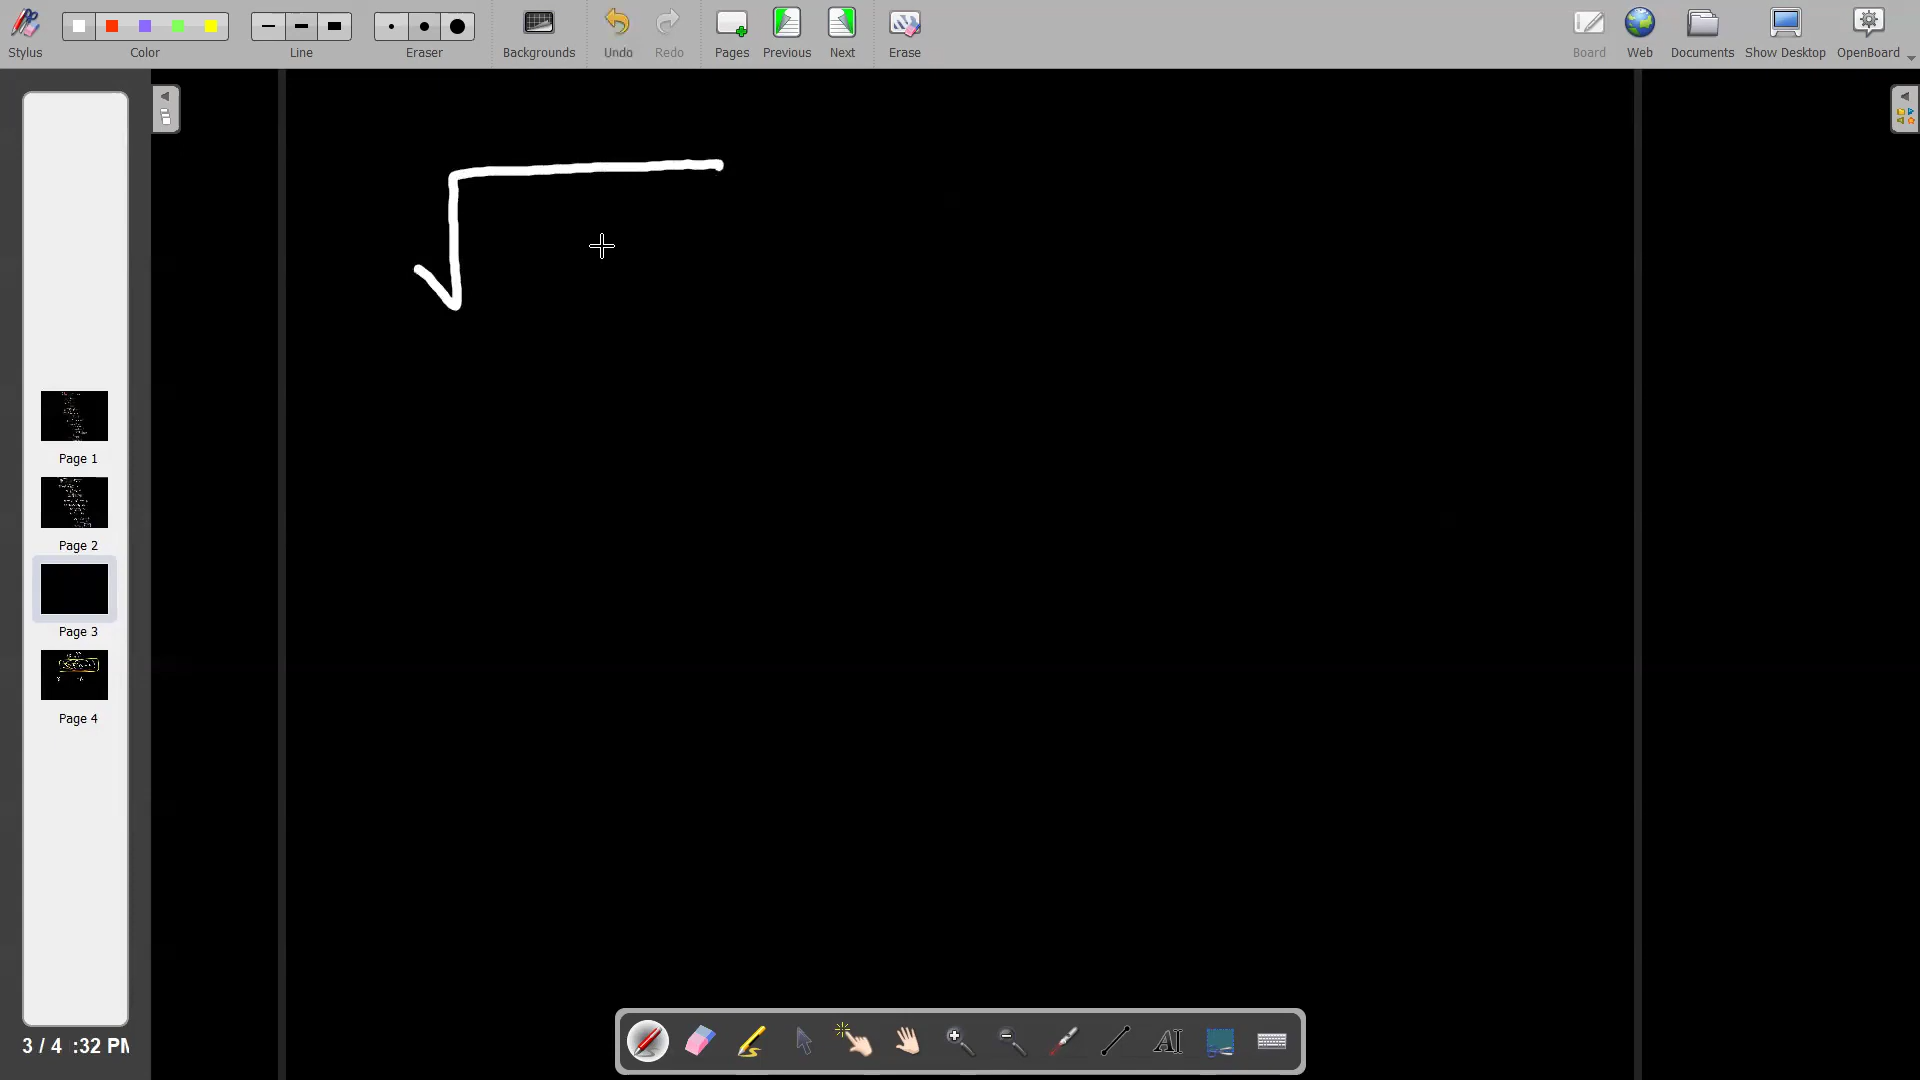 Stylus Color Line Eraser Backgrounds Undo Redo Pages Previous Next Erase Board Web Documents Show Desktop OpenBoard
√
Page 1
Page 2
Page 3
Page 4
3 / 4 :32 PM
AI